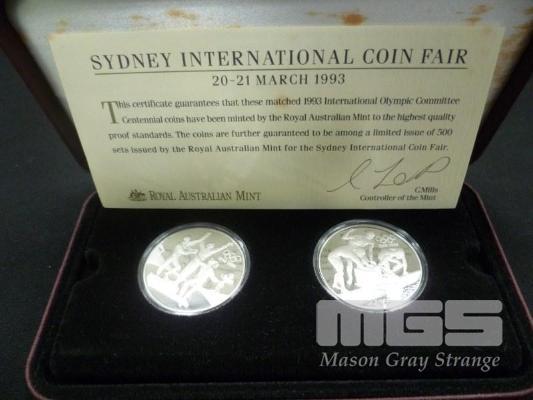 SYDNEY INTERNATIONAL COIN FAIR
20-21 MARCH 1993
This certificate guarantees that these matched 1993 International Olympic Committee
Centennial coins have been minted by the Royal Australian Mint to the highest quality
proof standards. The coins are further guaranteed to be among a limited issue of 500
sets issued by the Royal Australian Mint for the Sydney International Coin Fair.
GMills
ROYAL AUSTRALIAN MINT
Controller of the Mint
MGS
Mason Gray Strange